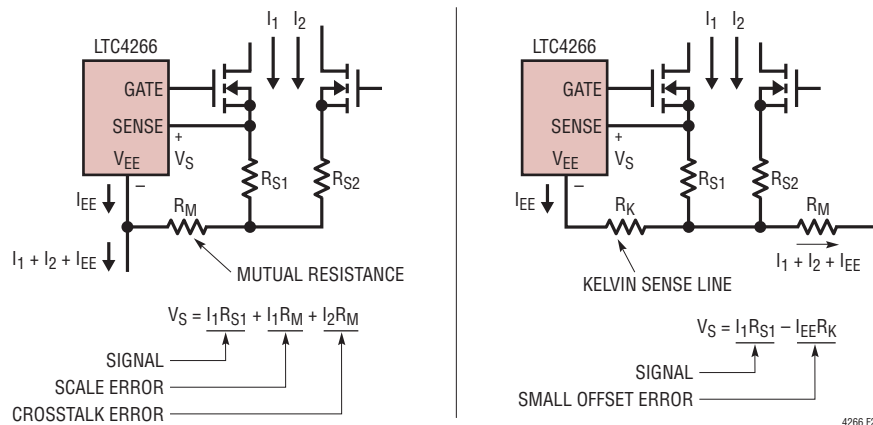 I1 I2
LTC4266
GATE
SENSE
+
VS
VEE
–
RS1
RS2
IEE
RM
I1 + I2 + IEE
MUTUAL RESISTANCE
VS = I1RS1 + I1RM + I2RM
SIGNAL
SCALE ERROR
CROSSTALK ERROR
I1 I2
LTC4266
GATE
SENSE
+
VS
VEE
–
RS1
RS2
IEE
RK
RM
I1 + I2 + IEE
KELVIN SENSE LINE
VS = I1RS1 – IEERK
SIGNAL
SMALL OFFSET ERROR